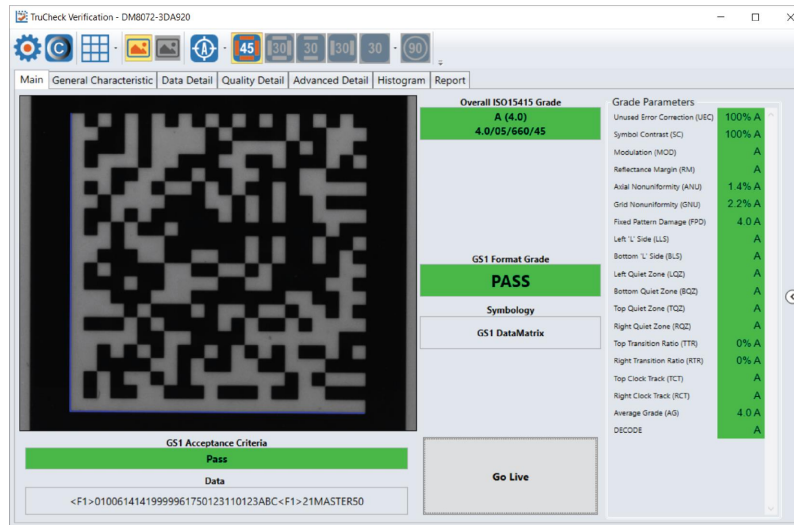 TruCheck Verification - DM8072-3DA920
45 30 30 30 30 90
Main General Characteristic Data Detail Quality Detail Advanced Detail Histogram Report
Overall ISO15415 Grade
A (4.0)
4.0/05/660/45
GS1 Format Grade
PASS
Symbology
GS1 DataMatrix
GS1 Acceptance Criteria
Pass
Data
<F1>010061414199999617501231101​23ABC<F1>21MASTER50
Go Live
Grade Parameters
Unused Error Correction (UEC) 100% A
Symbol Contrast (SC) 100% A
Modulation (MOD) A
Reflectance Margin (RM) A
Axial Nonuniformity (ANU) 1.4% A
Grid Nonuniformity (GNU) 2.2% A
Fixed Pattern Damage (FPD) 4.0 A
Left 'L' Side (LLS) A
Bottom 'L' Side (BLS) A
Left Quiet Zone (LQZ) A
Bottom Quiet Zone (BQZ) A
Top Quiet Zone (TQZ) A
Right Quiet Zone (RQZ) A
Top Transition Ratio (TTR) 0% A
Right Transition Ratio (RTR) 0% A
Top Clock Track (TCT) A
Right Clock Track (RCT) A
Average Grade (AG) 4.0 A
DECODE A